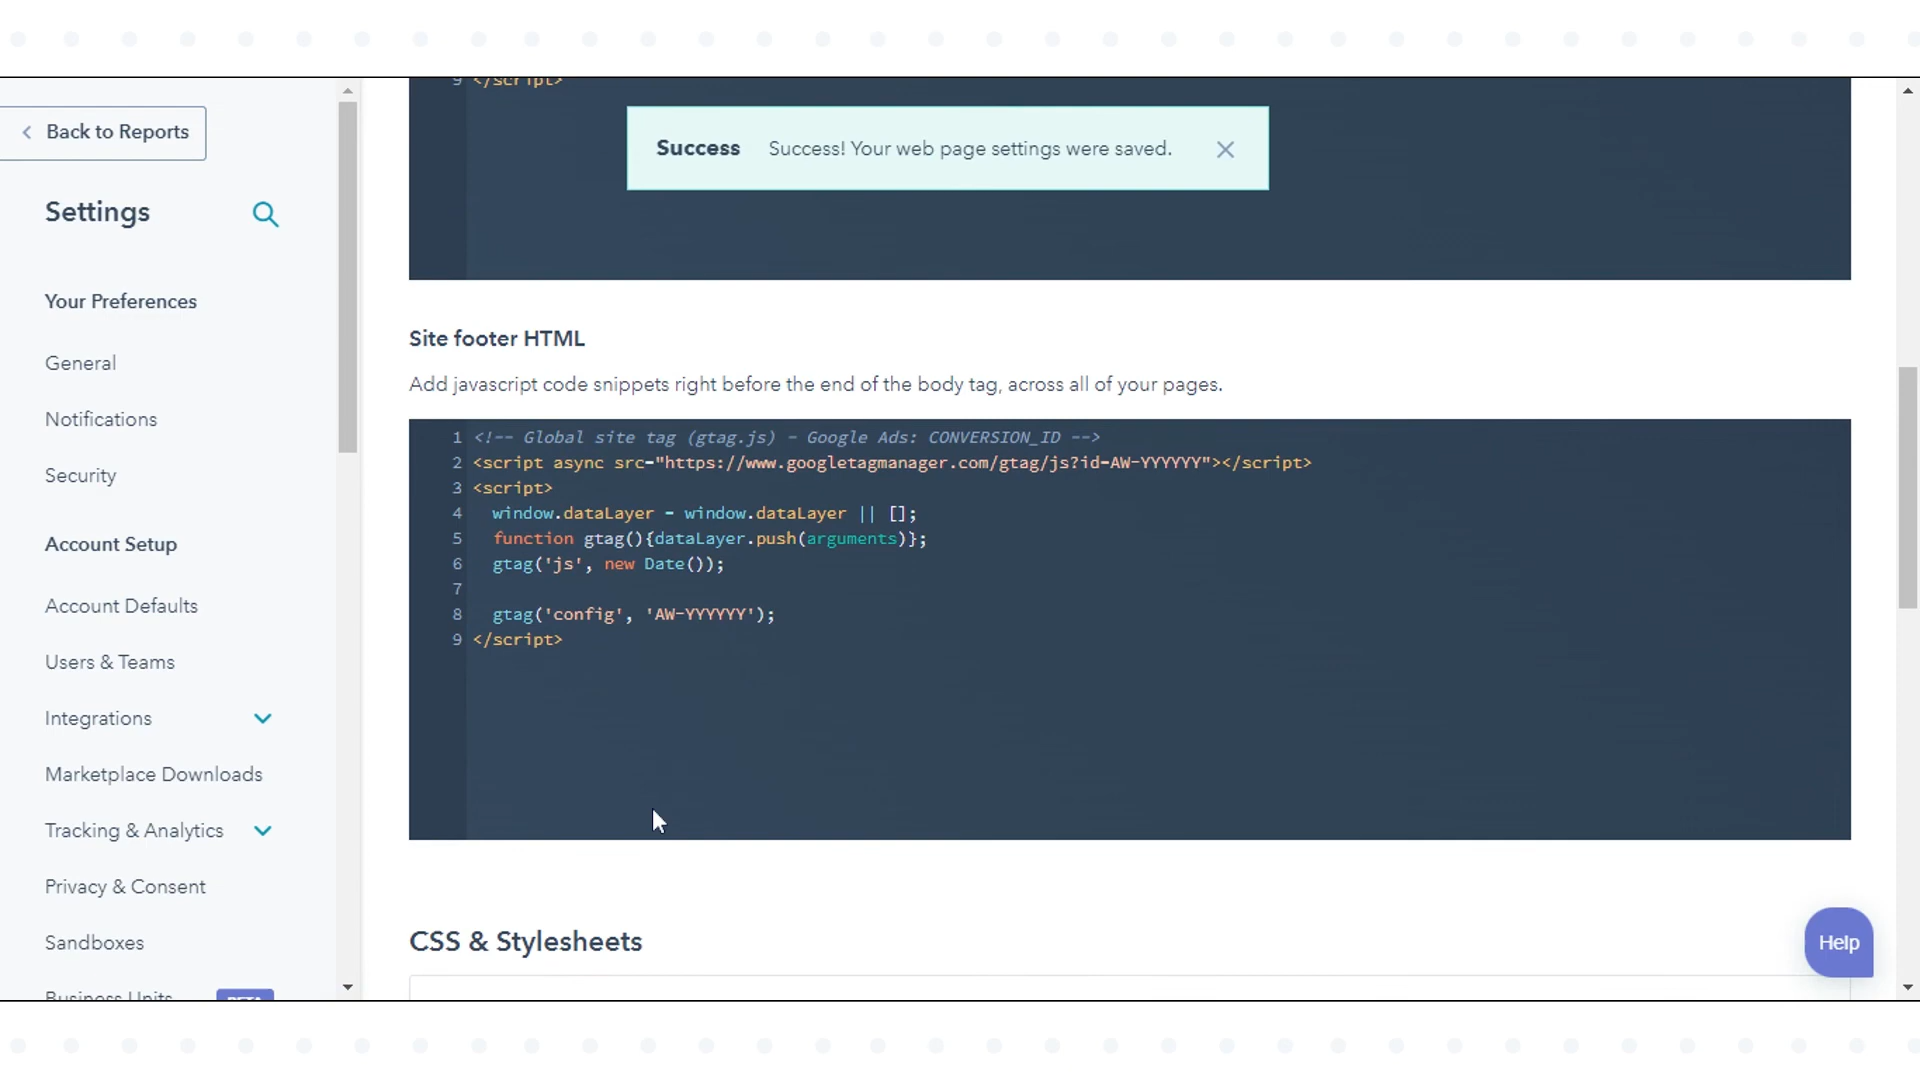 9 </script>
Success Success! Your web page settings were saved.
Back to Reports
Settings
Your Preferences
General
Notifications
Security
Account Setup
Account Defaults
Users & Teams
Integrations
Marketplace Downloads
Tracking & Analytics
Privacy & Consent
Sandboxes
Business Units BETA
Site footer HTML
Add javascript code snippets right before the end of the body tag, across all of your pages.
1 <!-- Global site tag (gtag.js) - Google Ads: CONVERSION_ID -->
2 <script async src="https://www.googletagmanager.com/gtag/js?id=AW-YYYYYY"></script>
3 <script>
4 window.dataLayer = window.dataLayer || [];
5 function gtag(){dataLayer.push(arguments)};
6 gtag('js', new Date());
7
8 gtag('config', 'AW-YYYYYY');
9 </script>
CSS & Stylesheets
Help